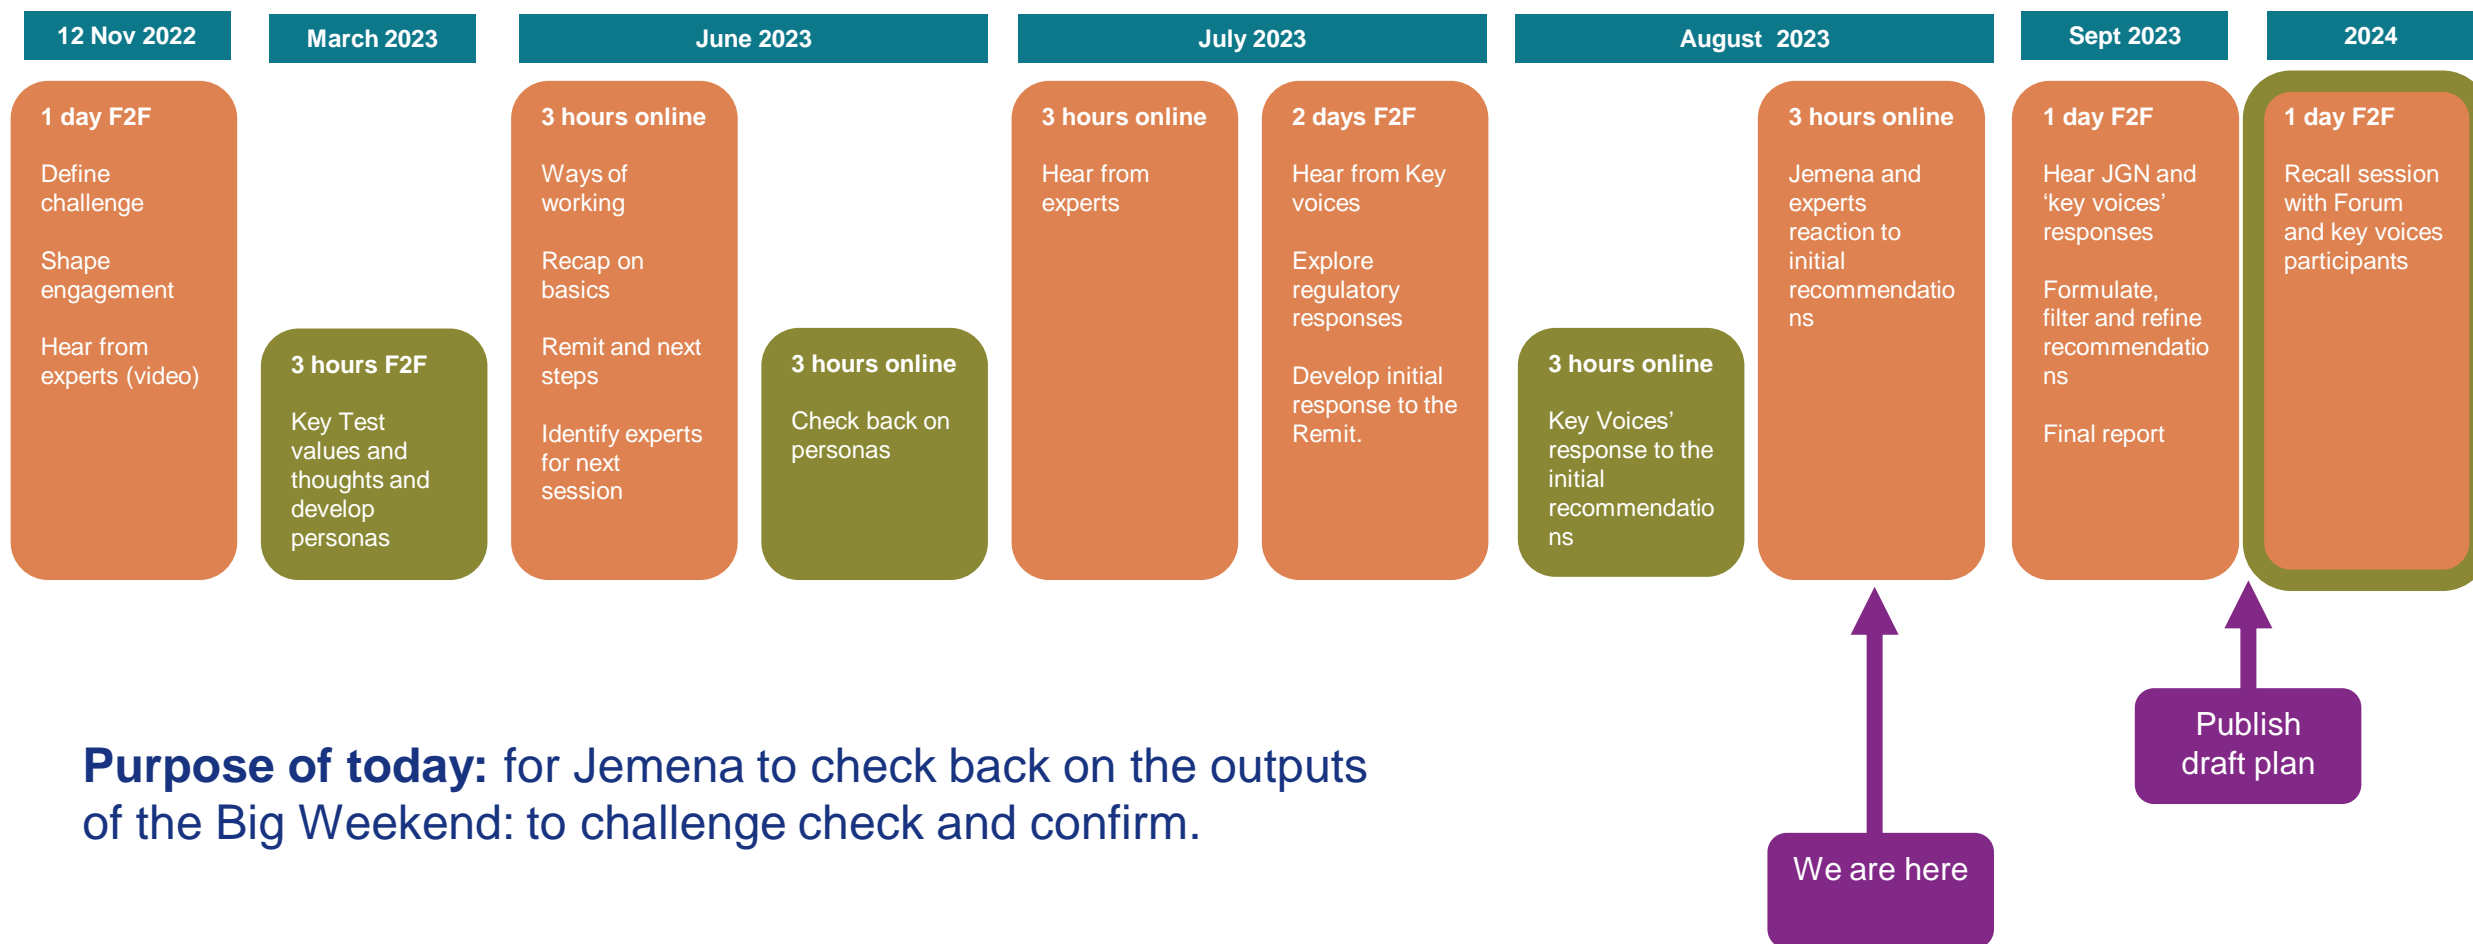 12 Nov 2022
March 2023
June 2023
July 2023
August 2023
Sept 2023
2024
1 day F2F
Define
challenge
Shape
engagement
Hear from
experts (video)
3 hours F2F
Key Test
values and
thoughts and
develop
personas
3 hours online
Ways of
working
Recap on
basics
Remit and next
steps
Identify experts
for next
session
3 hours online
Check back on
personas
3 hours online
Hear from
experts
2 days F2F
Hear from Key
voices
Explore
regulatory
responses
Develop initial
response to the
Remit.
3 hours online
Key Voices’
response to the
initial
recommendatio
ns
3 hours online
Jemena and
experts
reaction to
initial
recommendatio
ns
1 day F2F
Hear JGN and
‘key voices’
responses
Formulate,
filter and refine
recommendatio
ns
Final report
1 day F2F
Recall session
with Forum
and key voices
participants
Publish
draft plan
We are here
Purpose of today: for Jemena to check back on the outputs
of the Big Weekend: to challenge check and confirm.